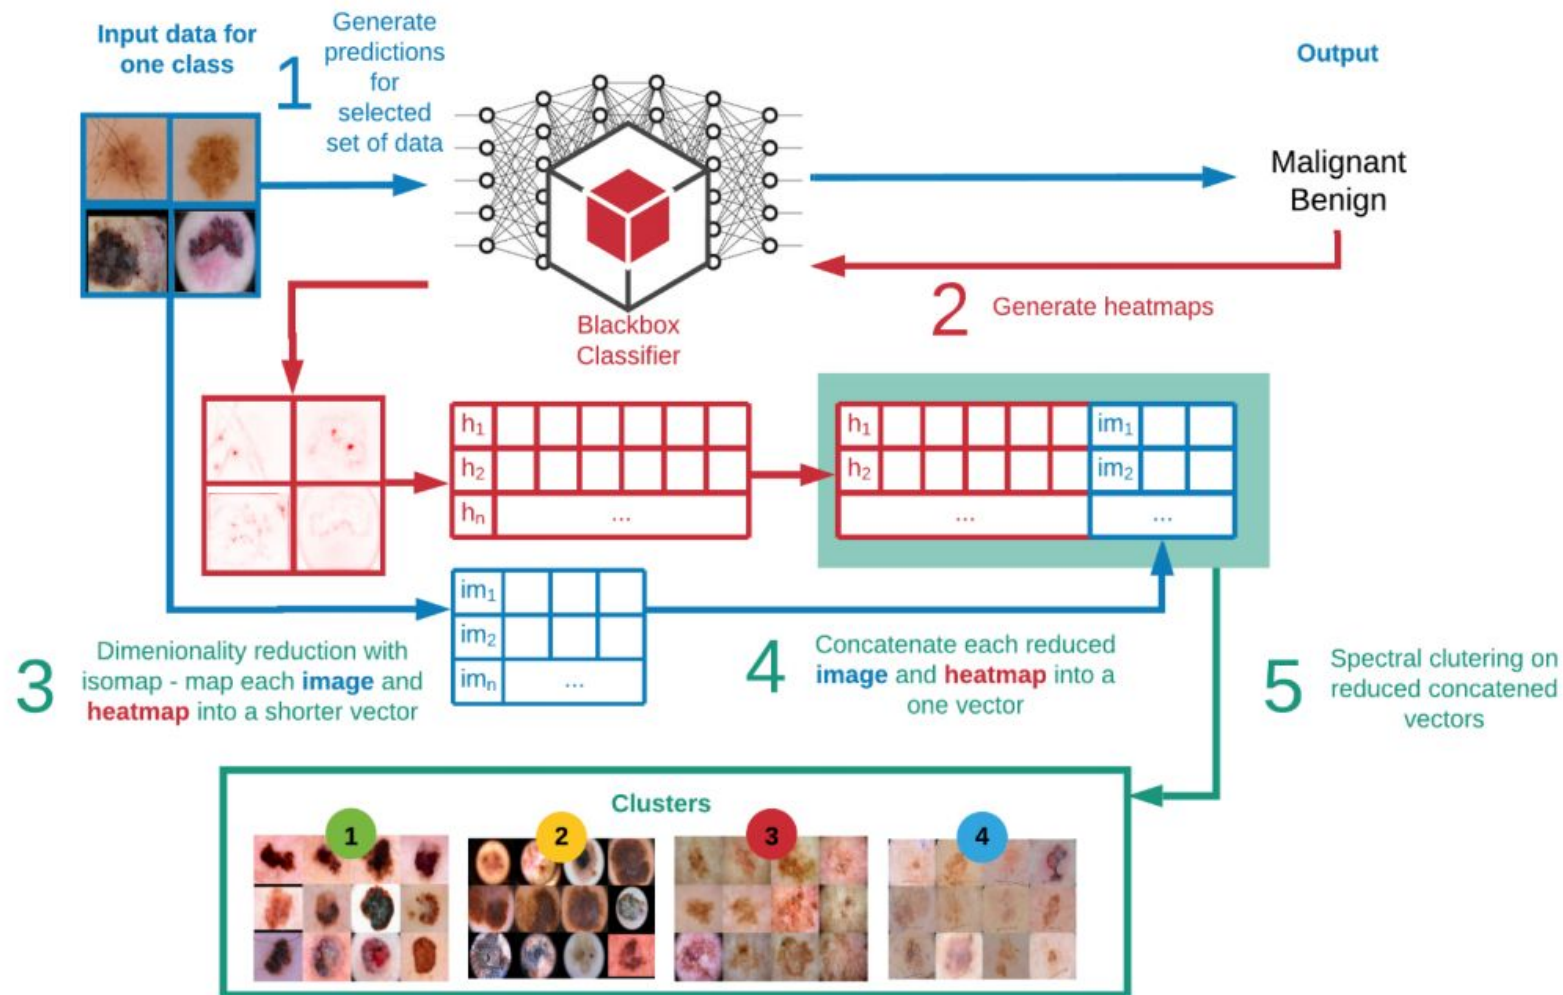 Input data for
one class
1
Generate
predictions
for
selected
set of data
Output
Malignant
Benign
Blackbox
Classifier
2
Generate heatmaps
h1
h2
hn ...
h1 im1
h2 im2
... ...
im1
im2
imn ...
3
Dimenionality reduction with
isomap - map each image and
heatmap into a shorter vector
4
Concatenate each reduced
image and heatmap into a
one vector
5
Spectral clutering on
reduced concatened
vectors
Clusters
1 2 3 4